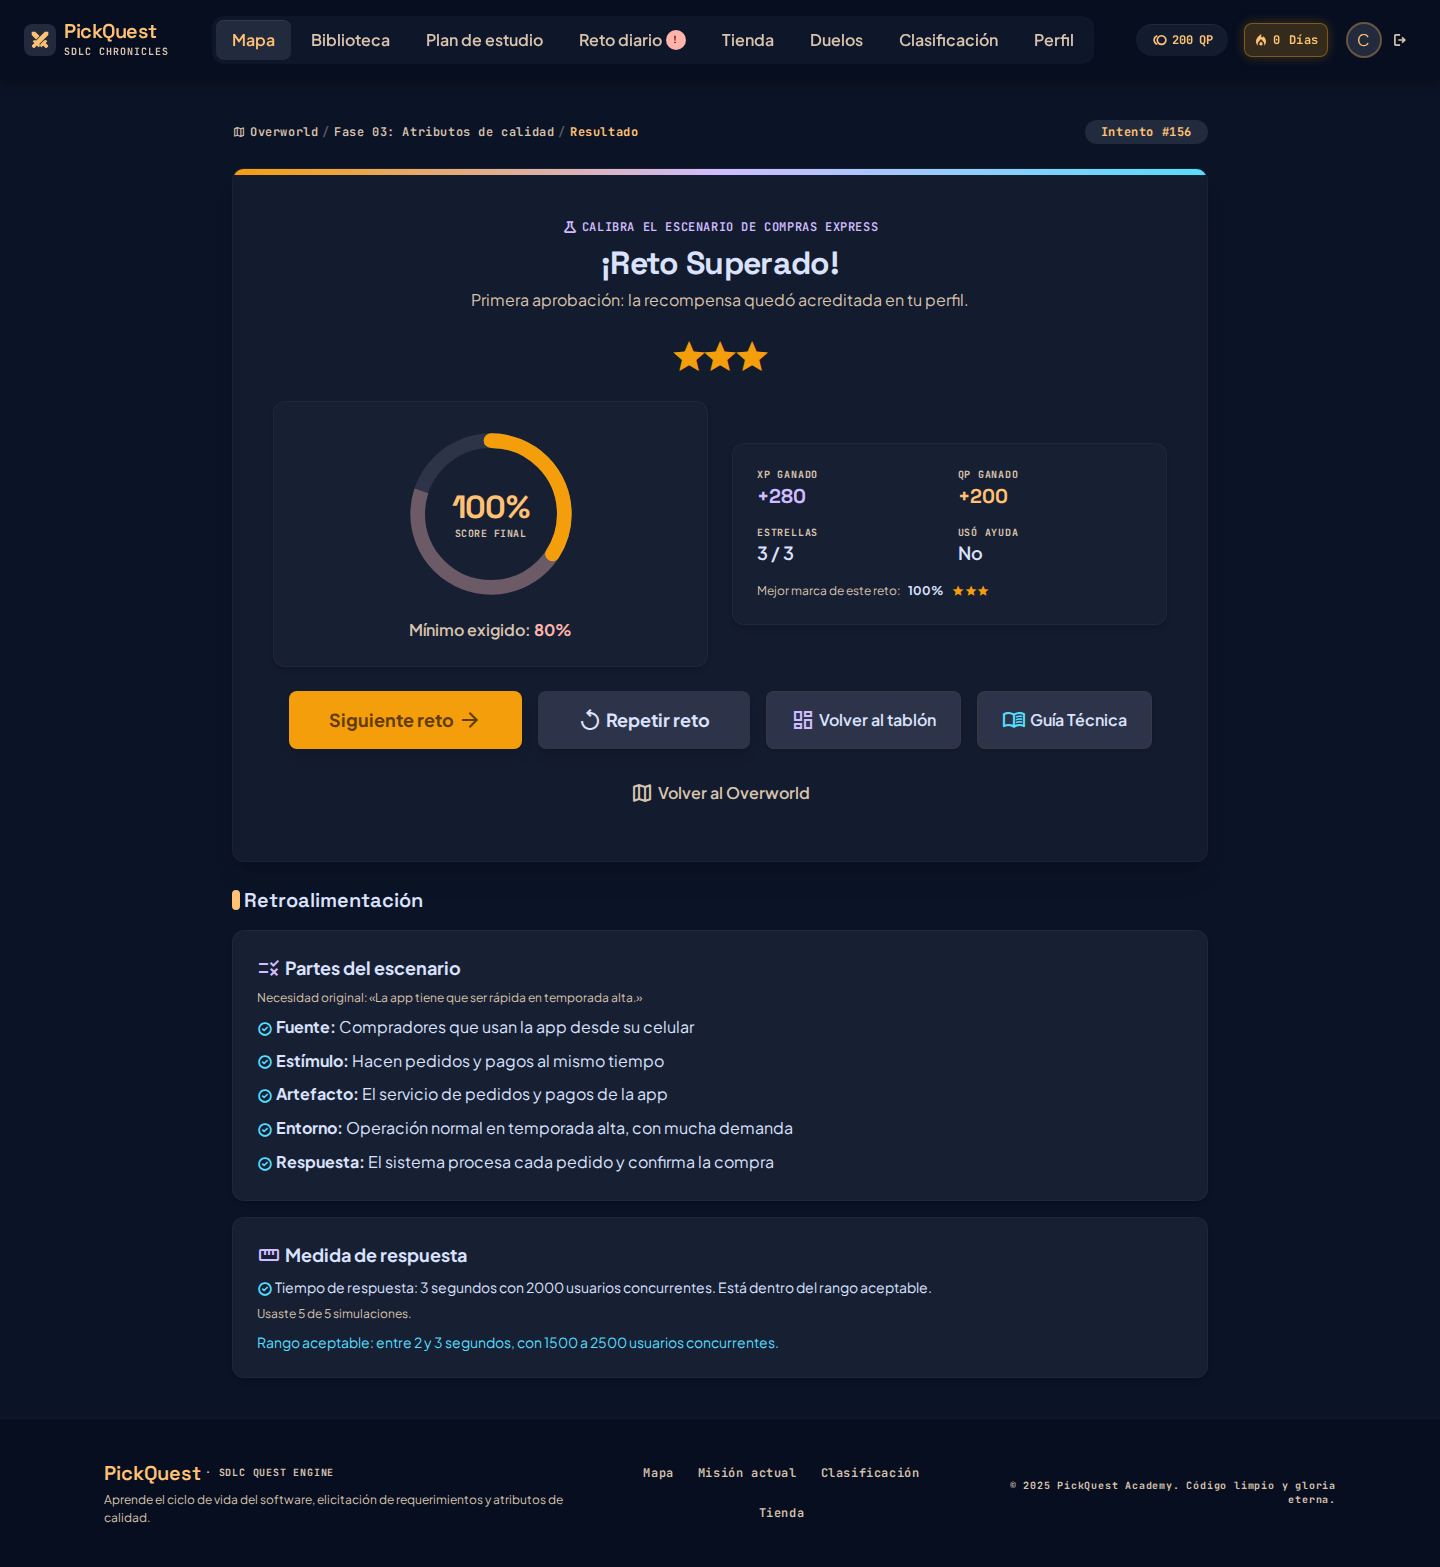 PickQuest
SDLC CHRONICLES
Mapa
Biblioteca
Plan de estudio
Reto diario !
Tienda
Duelos
Clasificación
Perfil
200 QP
0 Días
C
Overworld / Fase 03: Atributos de calidad / Resultado
Intento #156
CALIBRA EL ESCENARIO DE COMPRAS EXPRESS
¡Reto Superado!
Primera aprobación: la recompensa quedó acreditada en tu perfil.
100%
SCORE FINAL
Mínimo exigido: 80%
XP GANADO
+280
QP GANADO
+200
ESTRELLAS
3 / 3
USÓ AYUDA
No
Mejor marca de este reto: 100%
Siguiente reto
Repetir reto
Volver al tablón
Guía Técnica
Volver al Overworld
Retroalimentación
Partes del escenario
Necesidad original: «La app tiene que ser rápida en temporada alta.»
Fuente: Compradores que usan la app desde su celular
Estímulo: Hacen pedidos y pagos al mismo tiempo
Artefacto: El servicio de pedidos y pagos de la app
Entorno: Operación normal en temporada alta, con mucha demanda
Respuesta: El sistema procesa cada pedido y confirma la compra
Medida de respuesta
Tiempo de respuesta: 3 segundos con 2000 usuarios concurrentes. Está dentro del rango aceptable.
Usaste 5 de 5 simulaciones.
Rango aceptable: entre 2 y 3 segundos, con 1500 a 2500 usuarios concurrentes.
PickQuest · SDLC QUEST ENGINE
Aprende el ciclo de vida del software, elicitación de requerimientos y atributos de
calidad.
Mapa
Misión actual
Clasificación
Tienda
© 2025 PickQuest Academy. Código limpio y gloria
eterna.